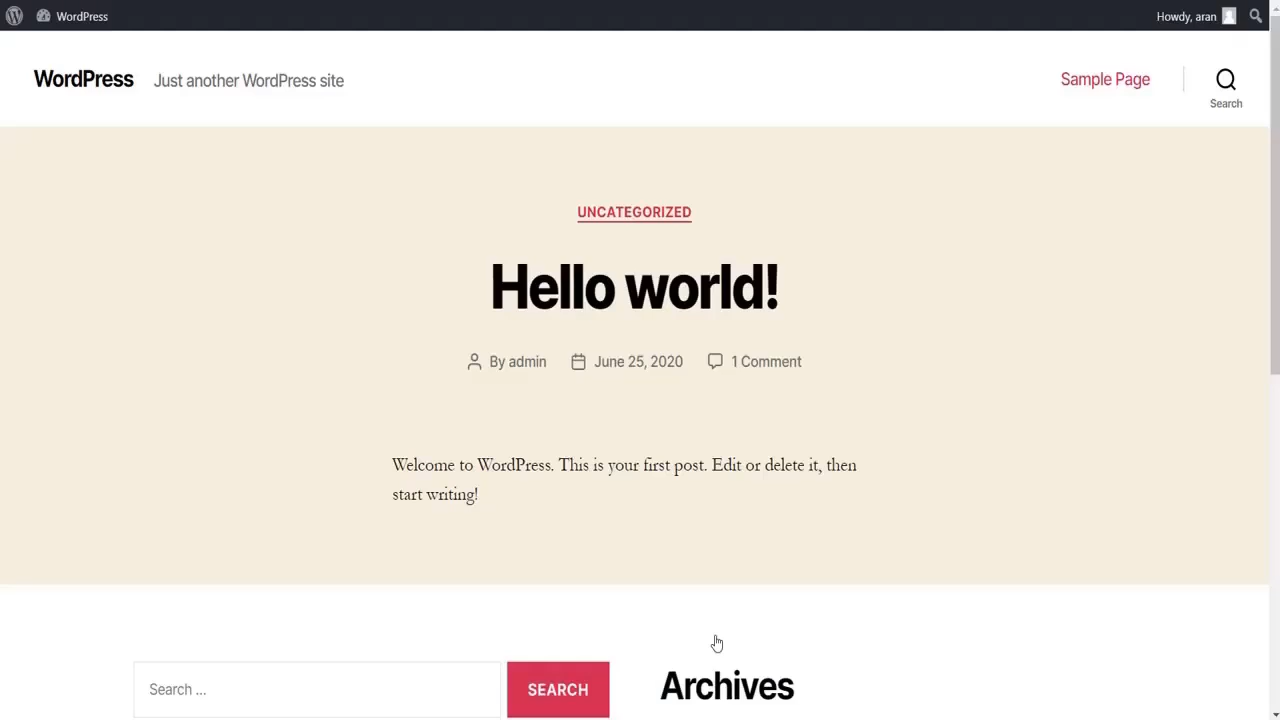 WordPress
Howdy, aran
WordPress
Just another WordPress site
Sample Page
Search
UNCATEGORIZED
Hello world!
By admin
June 25, 2020
1 Comment
Welcome to WordPress. This is your first post. Edit or delete it, then
start writing!
Search ...
SEARCH
Archives